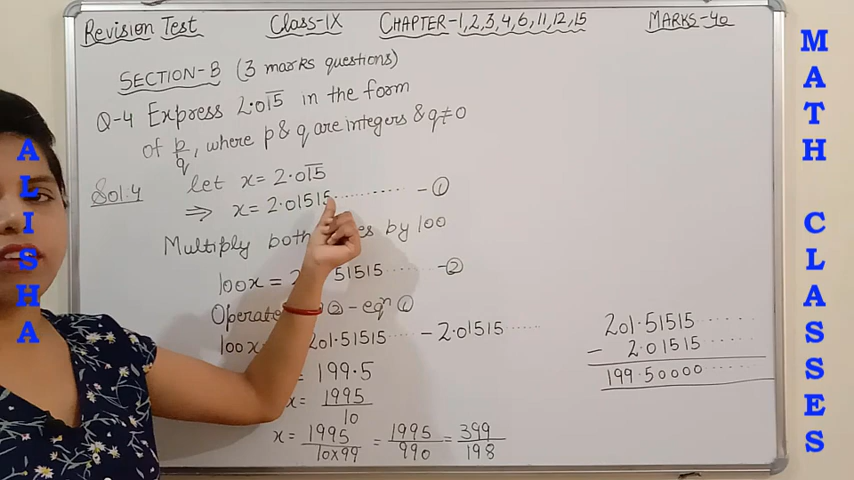 Revision Test Class-IX CHAPTER-1,2,3,4,6,11,12,15 MARKS-40
SECTION-B (3 marks questions)
Q-4 Express 2.01̅5̅ in the form
of p/q, where p & q are integers & q≠0
Sol.4 let x = 2.01̅5̅
⇒ x = 2.01515.......... -①
Multiply both by 100
100x = 51515....... -②
Operate ② - eqⁿ ①
100x 201.51515..... - 2.01515......
= 199.5
x = 1995/10
x = 1995/10×99 = 1995/990 = 399/198
201.51515......
- 2.01515......
199.50000......
ALISHA
MATH CLASSES